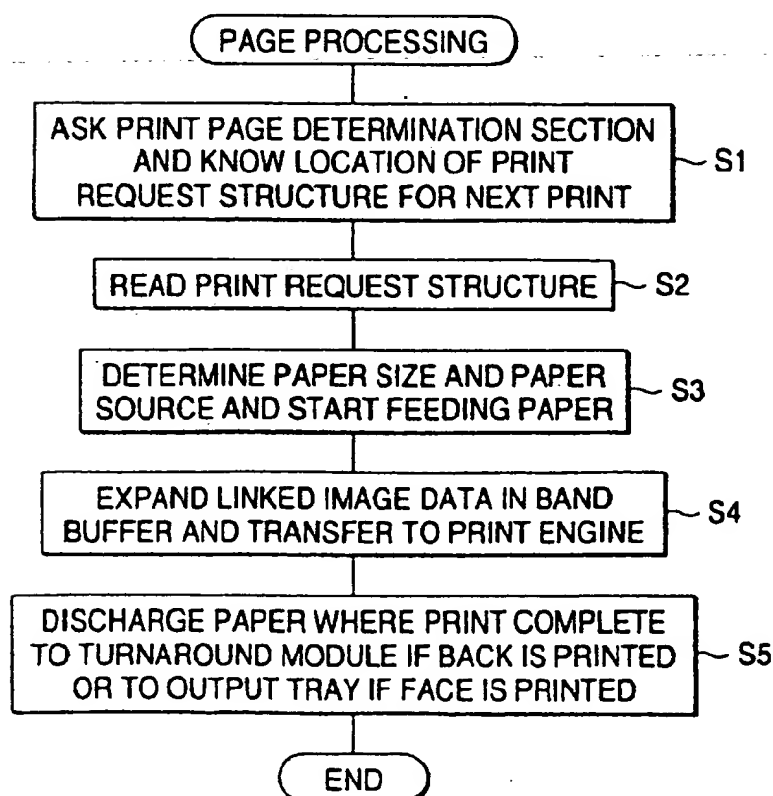 PAGE PROCESSING
ASK PRINT PAGE DETERMINATION SECTION
AND KNOW LOCATION OF PRINT
REQUEST STRUCTURE FOR NEXT PRINT
S1
READ PRINT REQUEST STRUCTURE
S2
DETERMINE PAPER SIZE AND PAPER
SOURCE AND START FEEDING PAPER
S3
EXPAND LINKED IMAGE DATA IN BAND
BUFFER AND TRANSFER TO PRINT ENGINE
S4
DISCHARGE PAPER WHERE PRINT COMPLETE
TO TURNAROUND MODULE IF BACK IS PRINTED
OR TO OUTPUT TRAY IF FACE IS PRINTED
S5
END